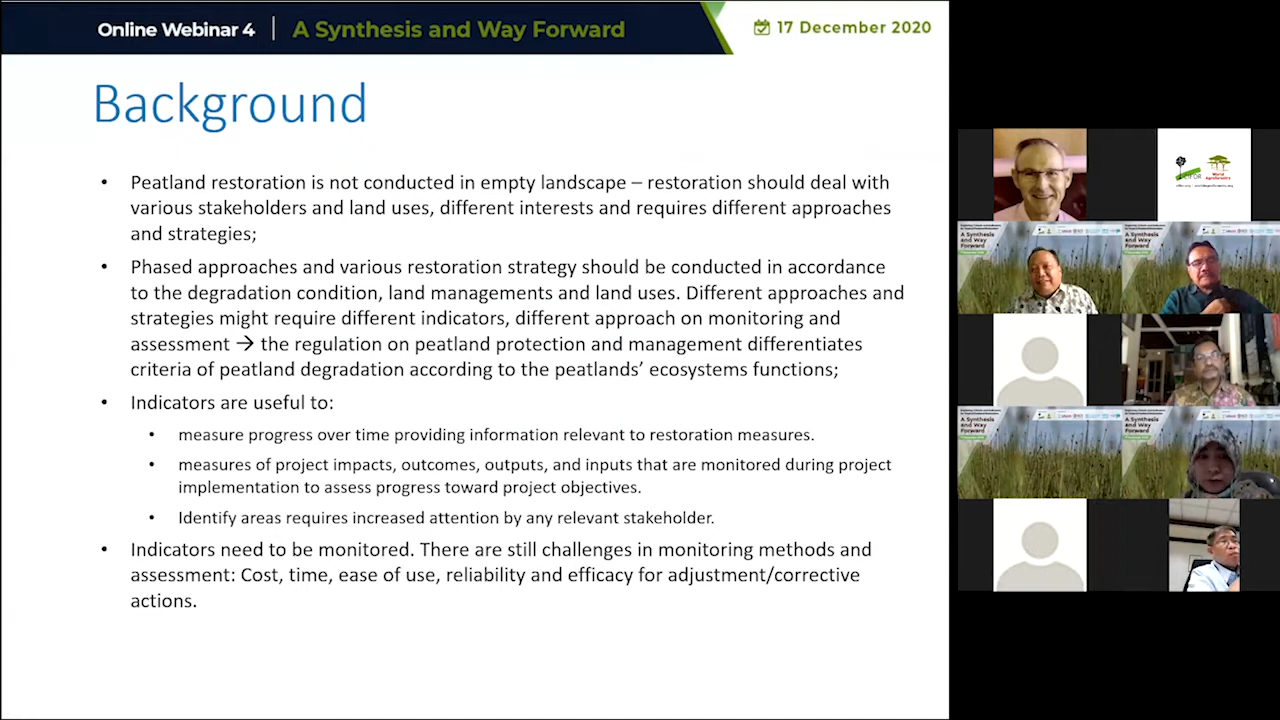 Online Webinar 4 | A Synthesis and Way Forward
17 December 2020
Background
• Peatland restoration is not conducted in empty landscape – restoration should deal with
various stakeholders and land uses, different interests and requires different approaches
and strategies;
• Phased approaches and various restoration strategy should be conducted in accordance
to the degradation condition, land managements and land uses. Different approaches and
strategies might require different indicators, different approach on monitoring and
assessment → the regulation on peatland protection and management differentiates
criteria of peatland degradation according to the peatlands’ ecosystems functions;
• Indicators are useful to:
• measure progress over time providing information relevant to restoration measures.
• measures of project impacts, outcomes, outputs, and inputs that are monitored during project
implementation to assess progress toward project objectives.
• Identify areas requires increased attention by any relevant stakeholder.
• Indicators need to be monitored. There are still challenges in monitoring methods and
assessment: Cost, time, ease of use, reliability and efficacy for adjustment/corrective
actions.
World
Agroforestry
A Synthesis
and Way
Forward
A Synthesis
and Way
Forward
A Synthesis
and Way
Forward
A Synthesis
and Way
Forward